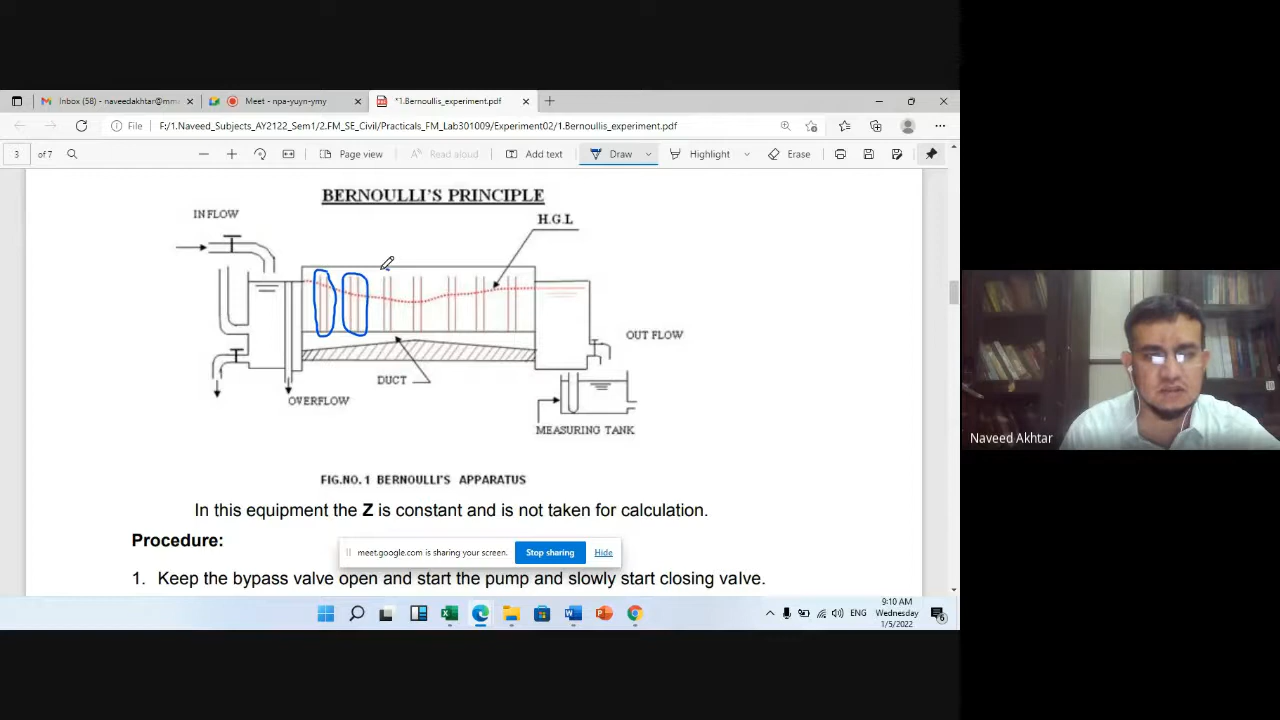 Inbox (58) - naveedakhtar@mm
Meet - npa-yuyn-ymy
*1.Bernoullis_experiment.pdf
File
F:/1.Naveed_Subjects_AY2122_Sem1/2.FM_SE_Civil/Practicals_FM_Lab301009/Experiment02/1.Bernoullis_experiment.pdf
3 of 7
Page view
Read aloud
Add text
Draw
Highlight
Erase
BERNOULLI'S PRINCIPLE
INFLOW
H.G.L
OUT FLOW
DUCT
OVERFLOW
MEASURING TANK
FIG.NO. 1 BERNOULLI'S APPARATUS
In this equipment the Z is constant and is not taken for calculation.
Procedure:
meet.google.com is sharing your screen.
Stop sharing
Hide
1. Keep the bypass valve open and start the pump and slowly start closing valve.
ENG
9:10 AM
Wednesday
1/5/2022
6
Naveed Akhtar